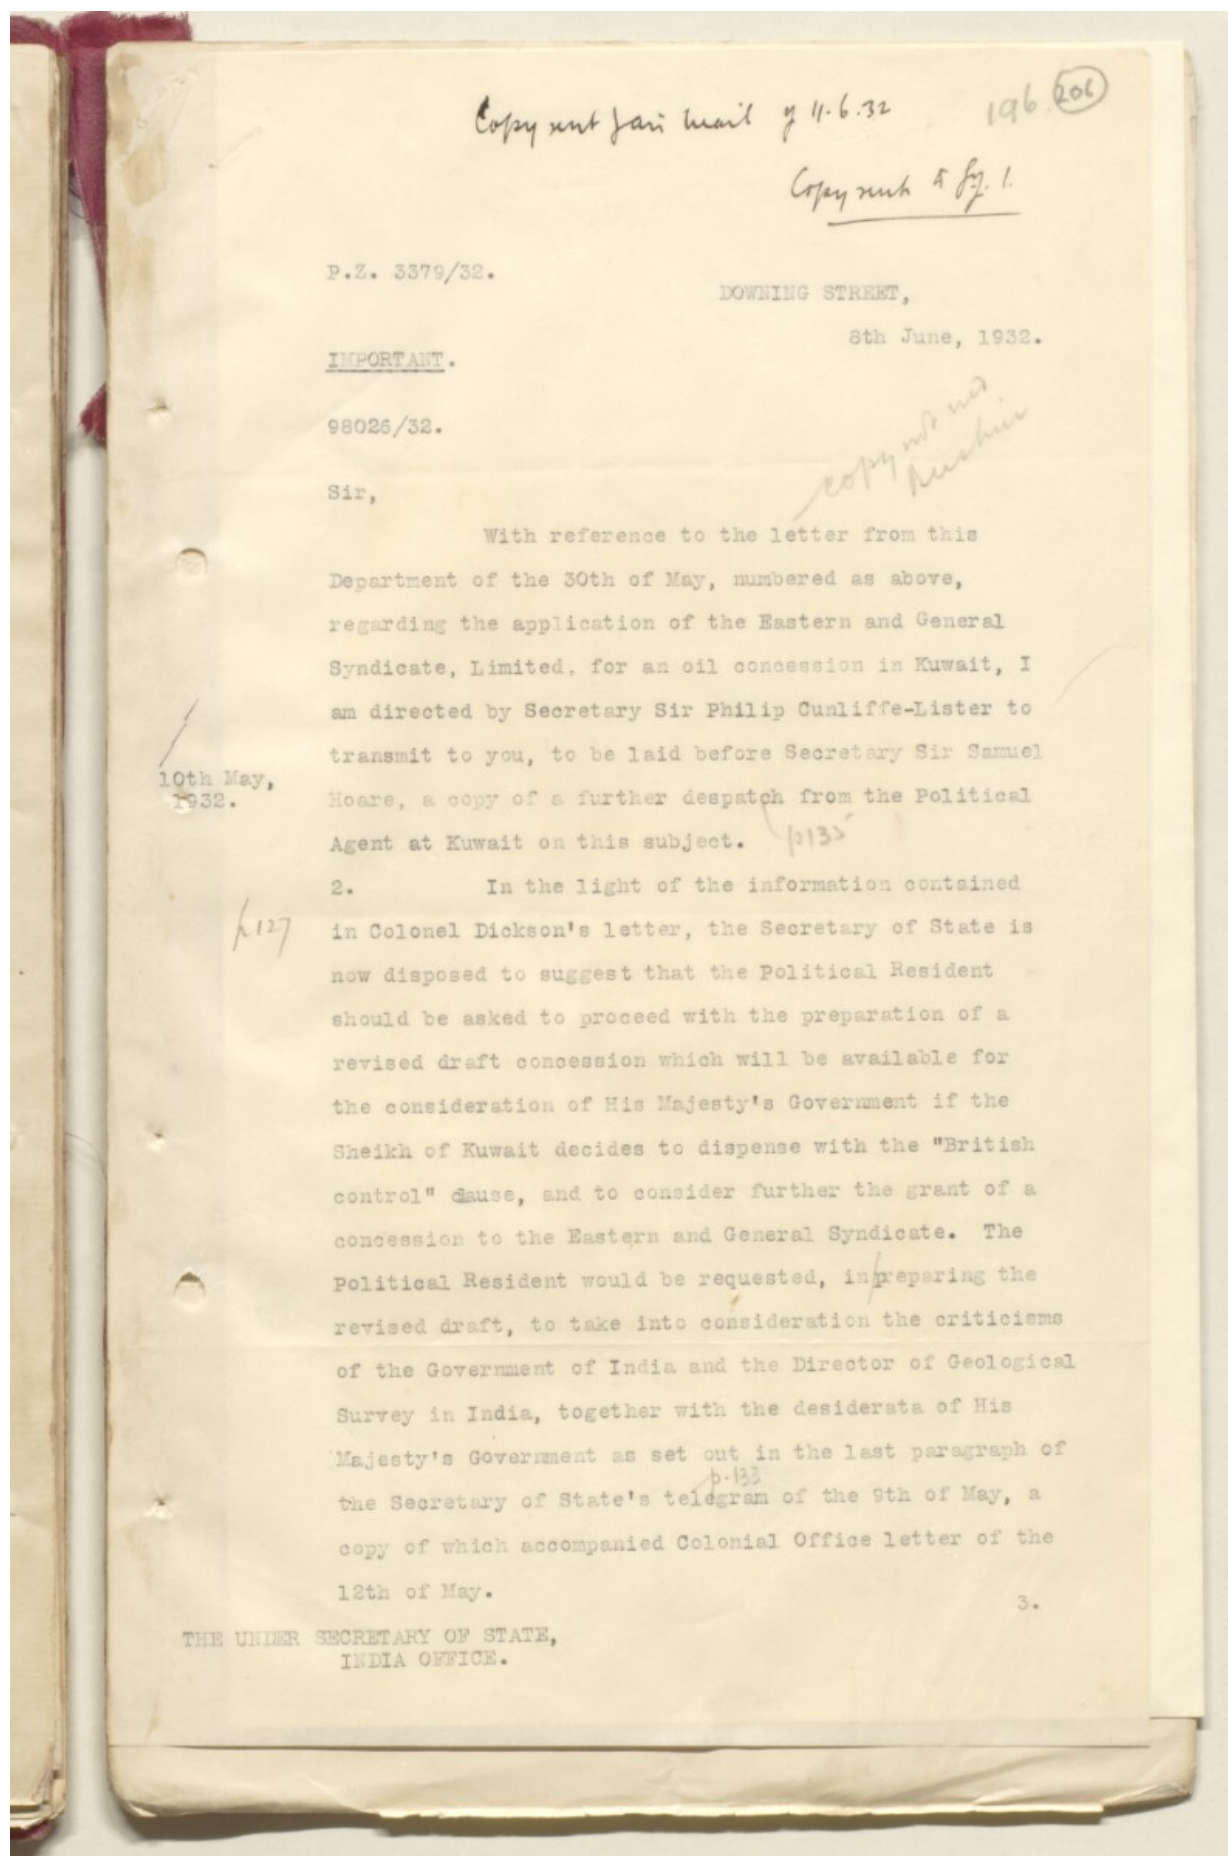 Copy sent air mail of 11.6.32
196 206
Copy sent to
P.Z. 3379/32.
DOWNING STREET,
8th June, 1932.
IMPORTANT.
98026/32.
copy not
Sir,
With reference to the letter from this
Department of the 30th of May, numbered as above,
regarding the application of the Eastern and General
Syndicate, Limited, for an oil concession in Kuwait, I
am directed by Secretary Sir Philip Cunliffe-Lister to
transmit to you, to be laid before Secretary Sir Samuel
10th May,
1932.
Hoare, a copy of a further despatch from the Political
Agent at Kuwait on this subject.
p135
2. In the light of the information contained
p127
in Colonel Dickson's letter, the Secretary of State is
now disposed to suggest that the Political Resident
should be asked to proceed with the preparation of a
revised draft concession which will be available for
the consideration of His Majesty's Government if the
Sheikh of Kuwait decides to dispense with the "British
control" clause, and to consider further the grant of a
concession to the Eastern and General Syndicate. The
Political Resident would be requested, in/preparing the
revised draft, to take into consideration the criticisms
of the Government of India and the Director of Geological
Survey in India, together with the desiderata of His
Majesty's Government as set out in the last paragraph of
p.133
the Secretary of State's telegram of the 9th of May, a
copy of which accompanied Colonial Office letter of the
12th of May.
3.
THE UNDER SECRETARY OF STATE,
INDIA OFFICE.